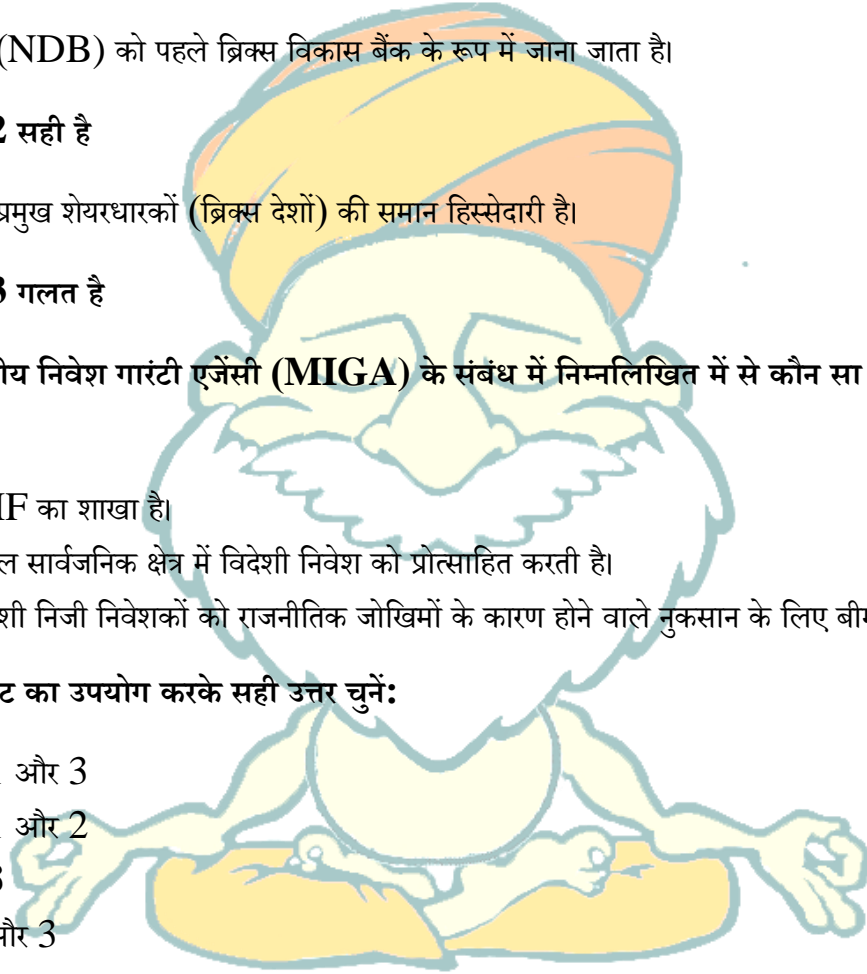 (NDB) को पहले ब्रिक्स विकास बैंक के रूप में जाना जाता है।
2 सही है
प्रमुख शेयरधारकों (ब्रिक्स देशों) की समान हिस्सेदारी है।
3 गलत है
ीय निवेश गारंटी एजेंसी (MIGA) के संबंध में निम्नलिखित में से कौन सा
का शाखा है।
सार्वजनिक क्षेत्र में विदेशी निवेश को प्रोत्साहित करती है।
निजी निवेशकों को राजनीतिक जोखिमों के कारण होने वाले नुकसान के लिए
का उपयोग करके सही उत्तर चुनें:
और 3
और 2
3
और 3